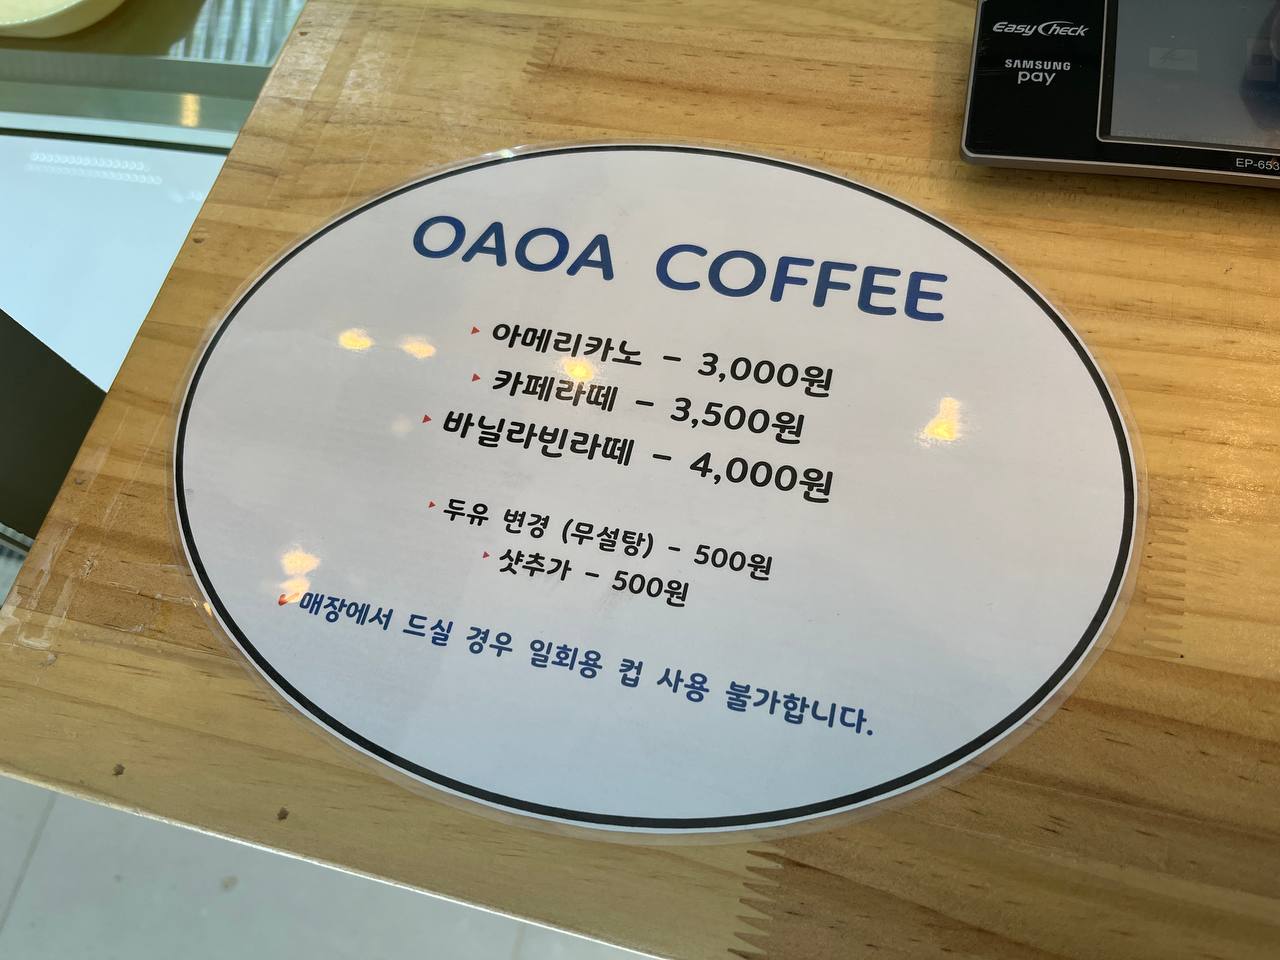 OAOA COFFEE
아메리카노 - 3,000원
카페라떼 - 3,500원
바닐라빈라떼 - 4,000원
두유 변경 (무설탕) - 500원
샷추가 - 500원
매장에서 드실 경우 일회용 컵 사용 불가합니다.
EasyCheck
SAMSUNG
pay
EP-653